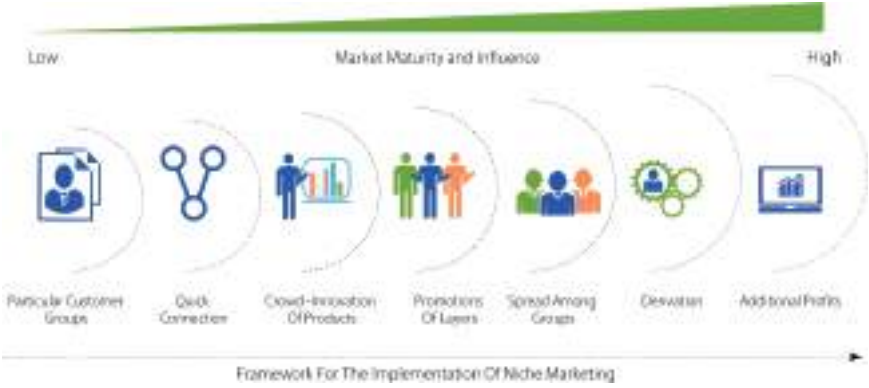 Low
Market Maturity and Influence
High
Particular Customer
Groups
Quick
Connection
Crowd-Innovation
Of Products
Promotions
Of Layers
Spread Among
Groups
Derivation
Additional Profits
Framework For The Implementation Of Niche Marketing